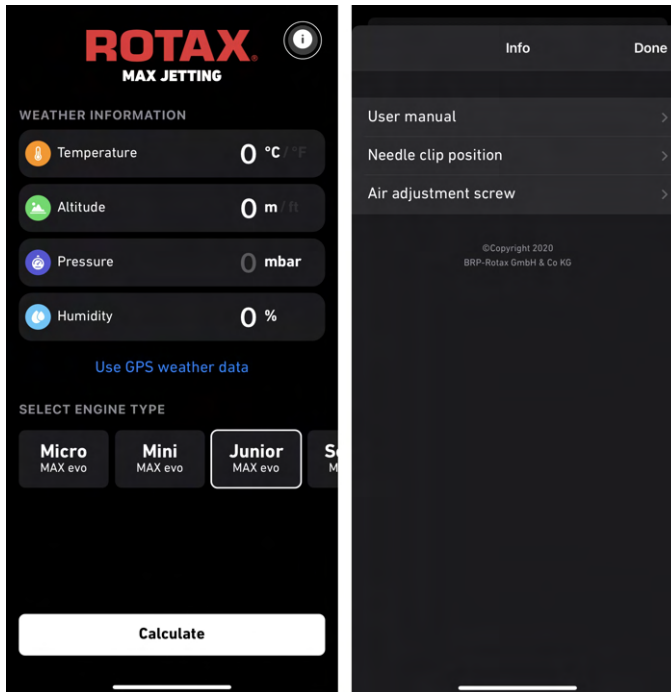 ROTAX®
MAX JETTING
WEATHER INFORMATION
Temperature 0 °C/°F
Altitude 0 m/ft
Pressure 0 mbar
Humidity 0 %
Use GPS weather data
SELECT ENGINE TYPE
Micro
MAX evo
Mini
MAX evo
Junior
MAX evo
Calculate
Info
Done
User manual
Needle clip position
Air adjustment screw
©Copyright 2020
BRP-Rotax GmbH & Co KG